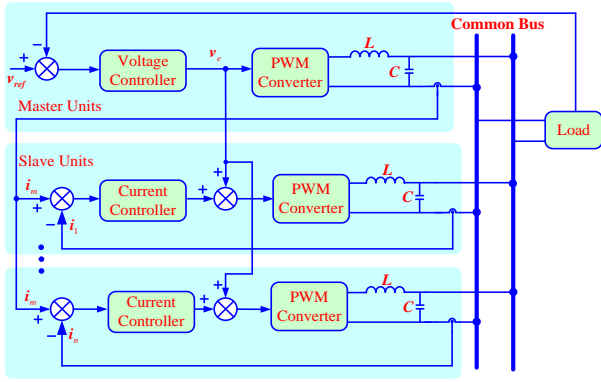 Common Bus
v_ref
+
−
Voltage
Controller
v_c
PWM
Converter
L
C
Master Units
Load
Slave Units
i_m
+
−
i_1
Current
Controller
+
+
PWM
Converter
L
C
i_m
+
−
i_n
Current
Controller
+
+
PWM
Converter
L
C